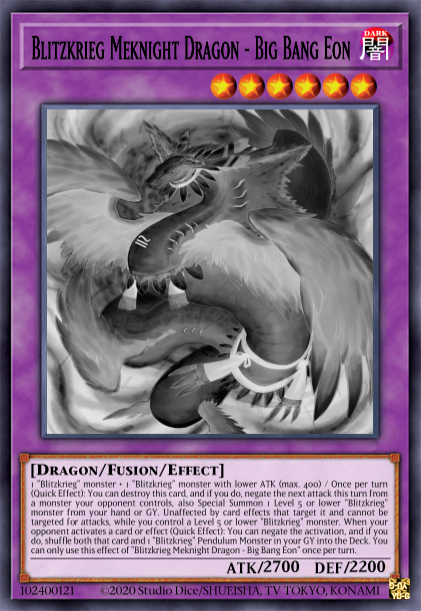 Blitzkrieg Meknight Dragon - Big Bang Eon
DARK
闇
[Dragon/Fusion/Effect]
1 "Blitzkrieg" monster + 1 "Blitzkrieg" monster with lower ATK (max. 400) / Once per turn
(Quick Effect): You can destroy this card, and if you do, negate the next attack this turn from
a monster your opponent controls, also Special Summon 1 Level 5 or lower "Blitzkrieg"
monster from your hand or GY. Unaffected by card effects that target it and cannot be
targeted for attacks, while you control a Level 5 or lower "Blitzkrieg" monster. When your
opponent activates a card or effect (Quick Effect): You can negate the activation, and if you
do, shuffle both that card and 1 "Blitzkrieg" Pendulum Monster in your GY into the Deck. You
can only use this effect of "Blitzkrieg Meknight Dragon - Big Bang Eon" once per turn.
ATK/2700 DEF/2200
102400121 ©2020 Studio Dice/SHUEISHA, TV TOKYO, KONAMI